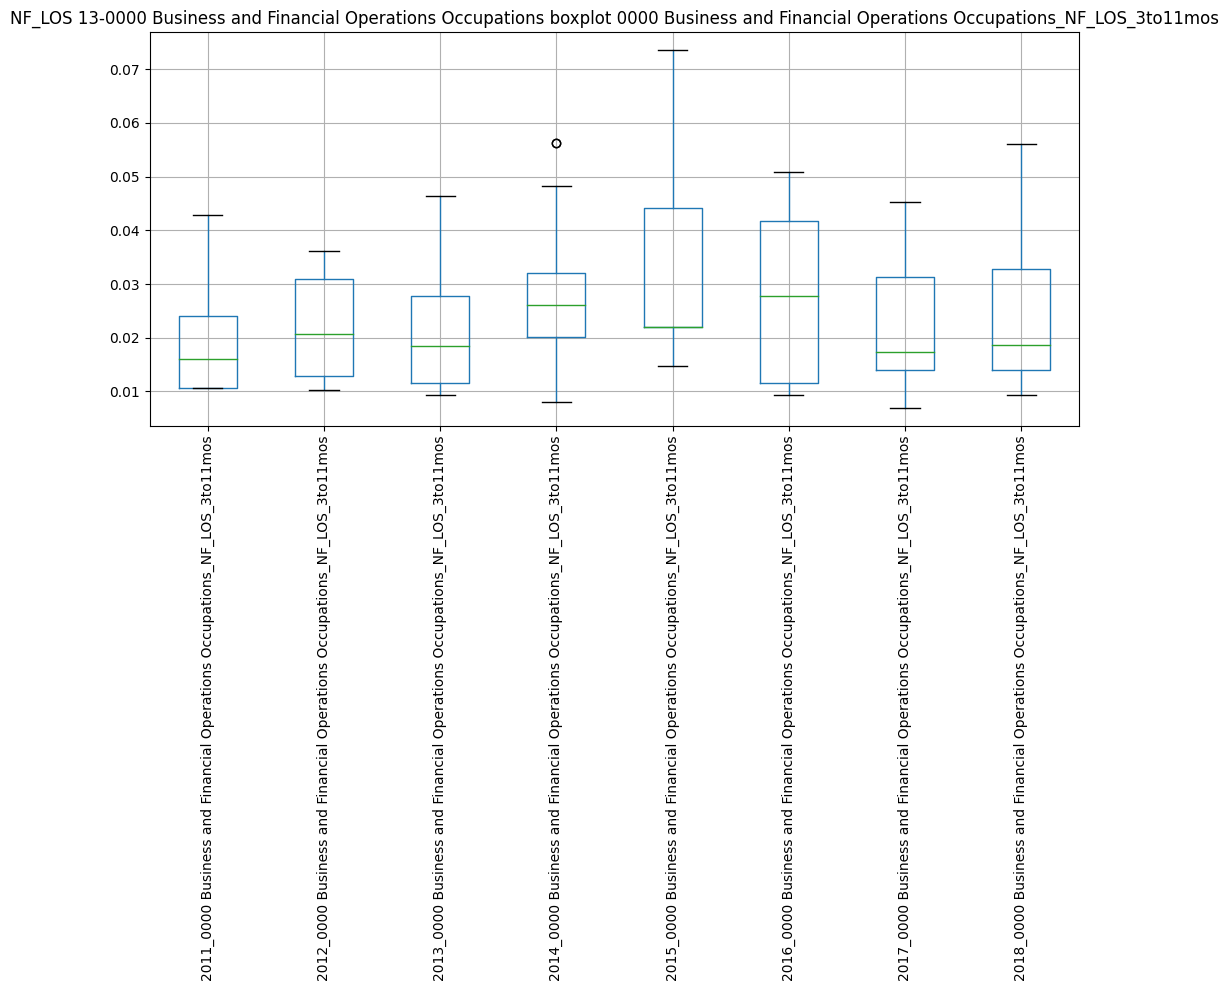 NF_LOS 13-0000 Business and Financial Operations Occupations boxplot 0000 Business and Financial Operations Occupations_NF_LOS_3to11mos
0.07
0.06
0.05
0.04
0.03
0.02
0.01
2011_0000 Business and Financial Operations Occupations_NF_LOS_3to11mos
2012_0000 Business and Financial Operations Occupations_NF_LOS_3to11mos
2013_0000 Business and Financial Operations Occupations_NF_LOS_3to11mos
2014_0000 Business and Financial Operations Occupations_NF_LOS_3to11mos
2015_0000 Business and Financial Operations Occupations_NF_LOS_3to11mos
2016_0000 Business and Financial Operations Occupations_NF_LOS_3to11mos
2017_0000 Business and Financial Operations Occupations_NF_LOS_3to11mos
2018_0000 Business and Financial Operations Occupations_NF_LOS_3to11mos